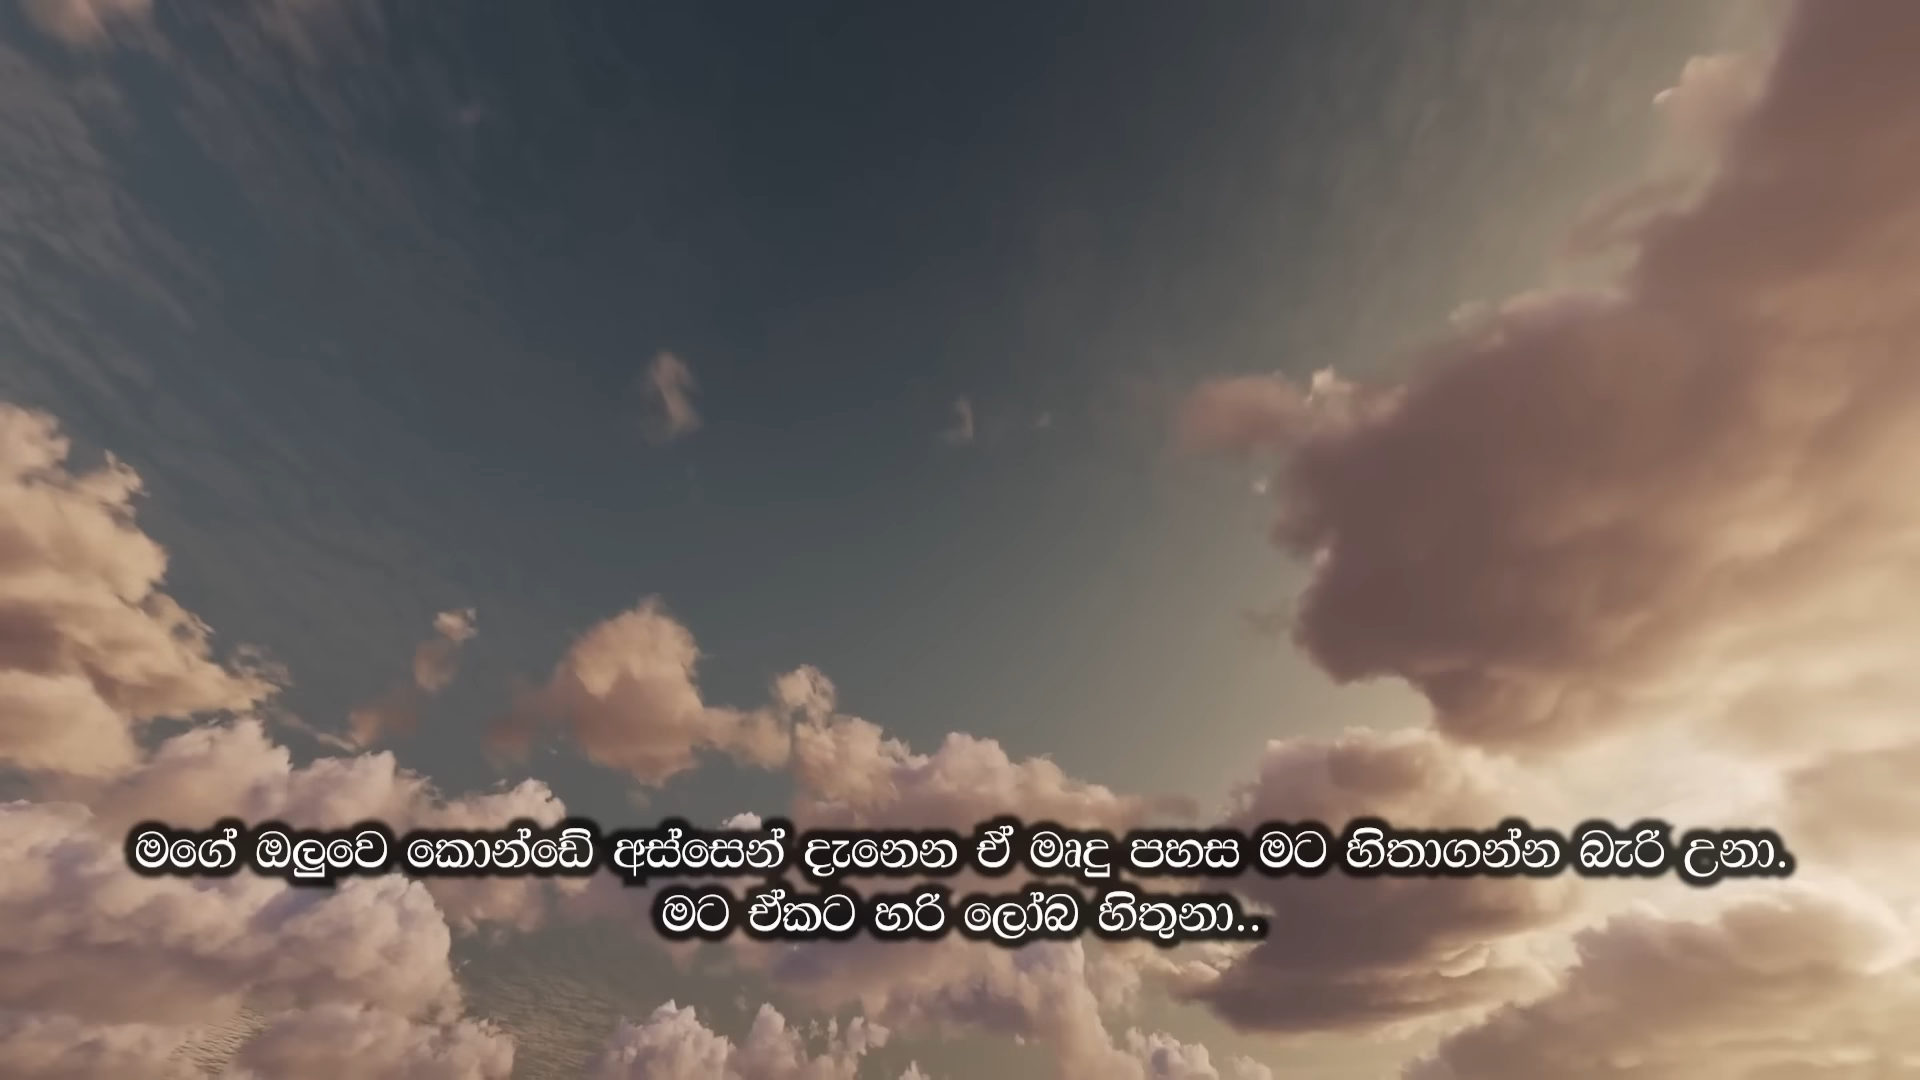 මගේ ඔලුවෙ කොන්ඩේ අස්සෙන් දැනෙන ඒ මෘදු පහස මට හිතාගන්න බැරි උනා.
මට ඒකට හරි ලෝබ හිතුනා..